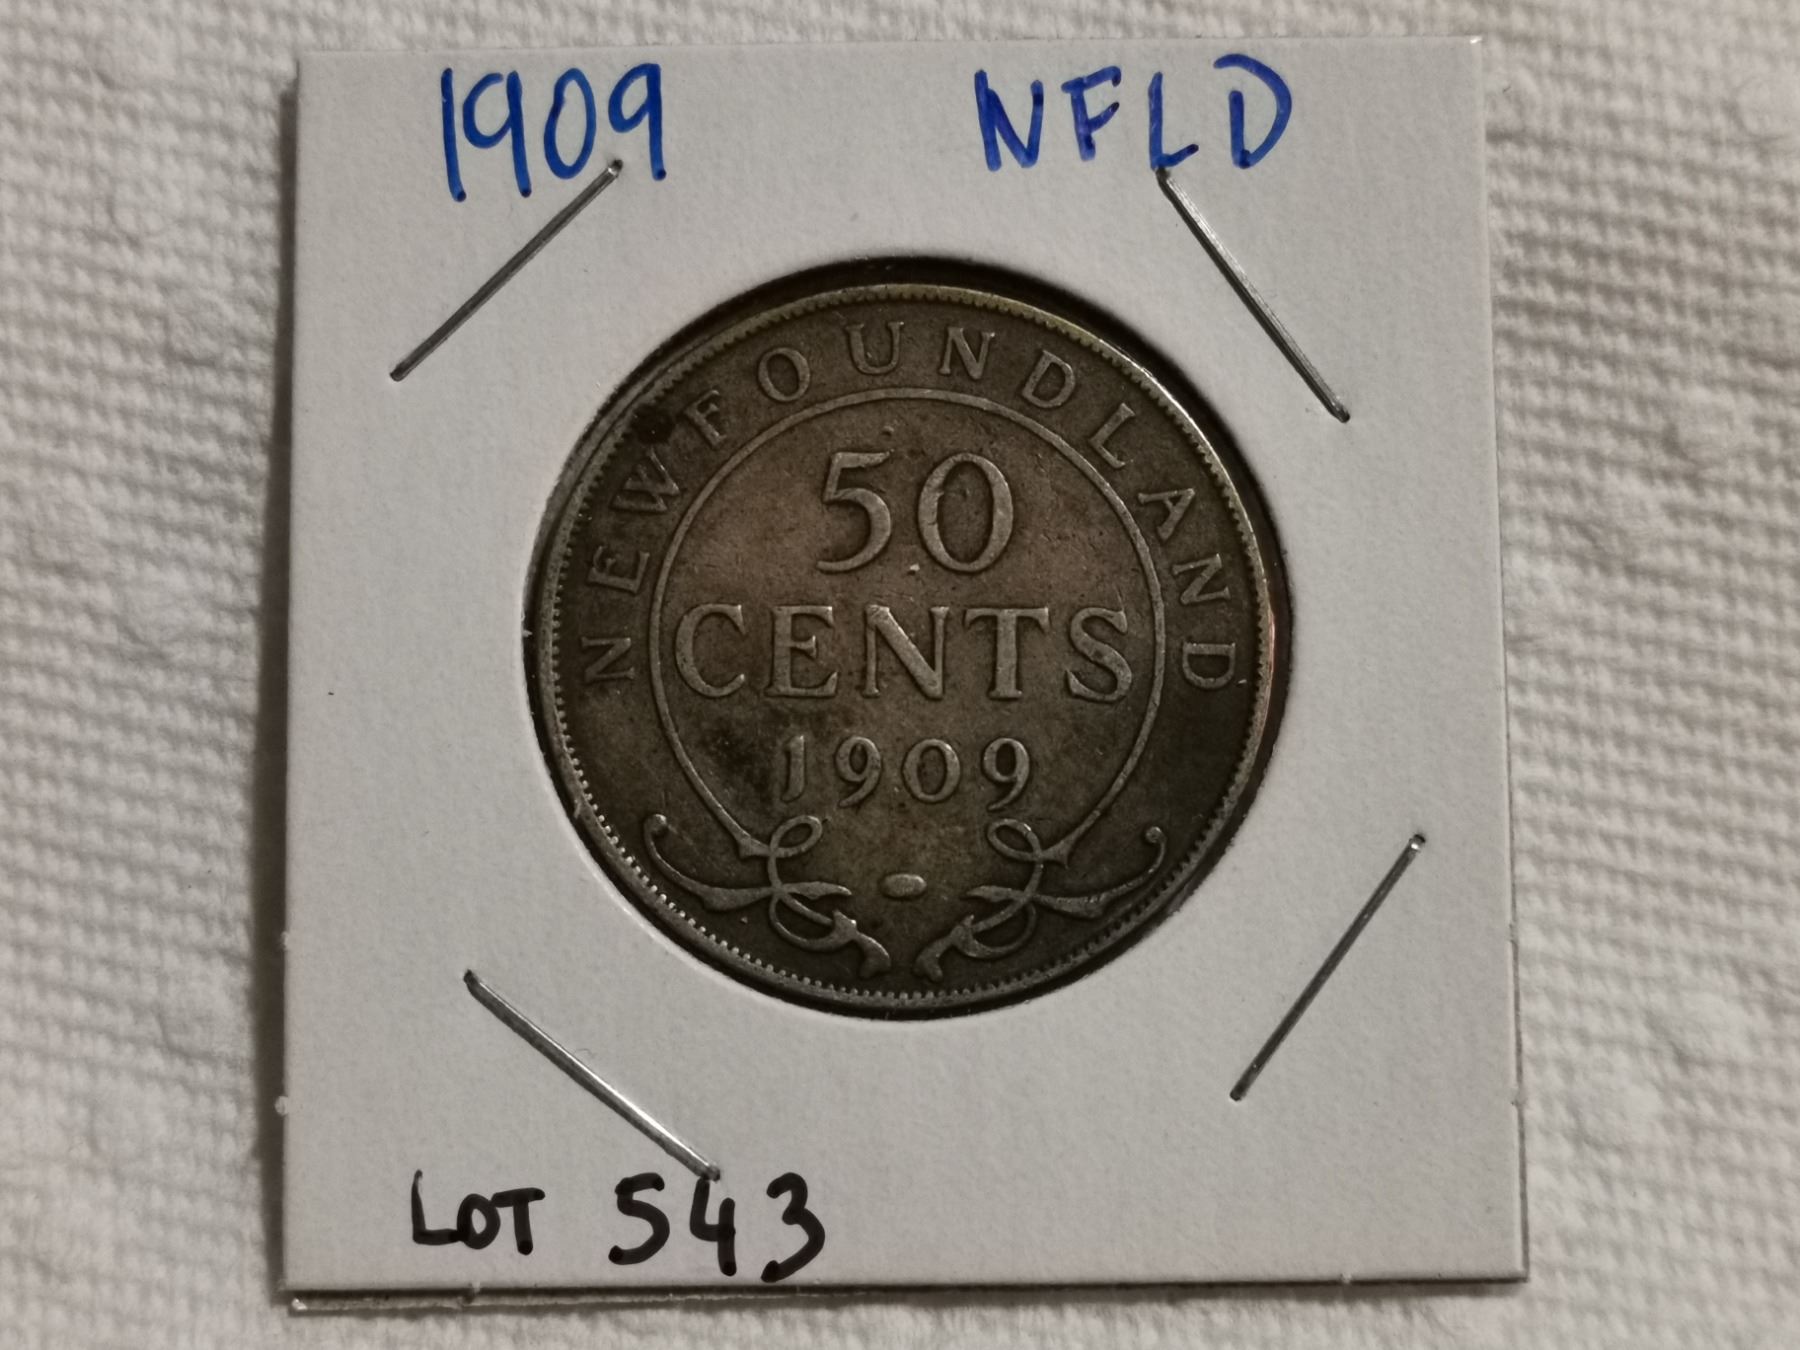 1909 NFLD
NEWFOUNDLAND
50
CENTS
1909
LOT 543